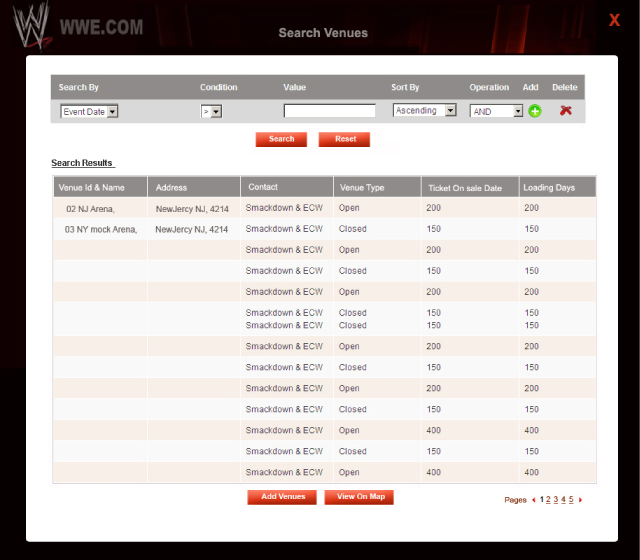 WWE.COM
Search Venues
X
Search By Condition Value Sort By Operation Add Delete
Event Date > Ascending AND
Search Reset
Search Results
Venue Id & Name Address Contact Venue Type Ticket On sale Date Loading Days
02 NJ Arena, NewJercy NJ, 4214 Smackdown & ECW Open 200 200
03 NY mock Arena, NewJercy NJ, 4214 Smackdown & ECW Closed 150 150
Smackdown & ECW Open 200 200
Smackdown & ECW Closed 150 150
Smackdown & ECW Open 200 200
Smackdown & ECW Closed 150 150
Smackdown & ECW Closed 150 150
Smackdown & ECW Open 200 200
Smackdown & ECW Closed 150 150
Smackdown & ECW Open 200 200
Smackdown & ECW Closed 150 150
Smackdown & ECW Open 400 400
Smackdown & ECW Closed 150 150
Smackdown & ECW Open 400 400
Add Venues View On Map Pages 1 2 3 4 5